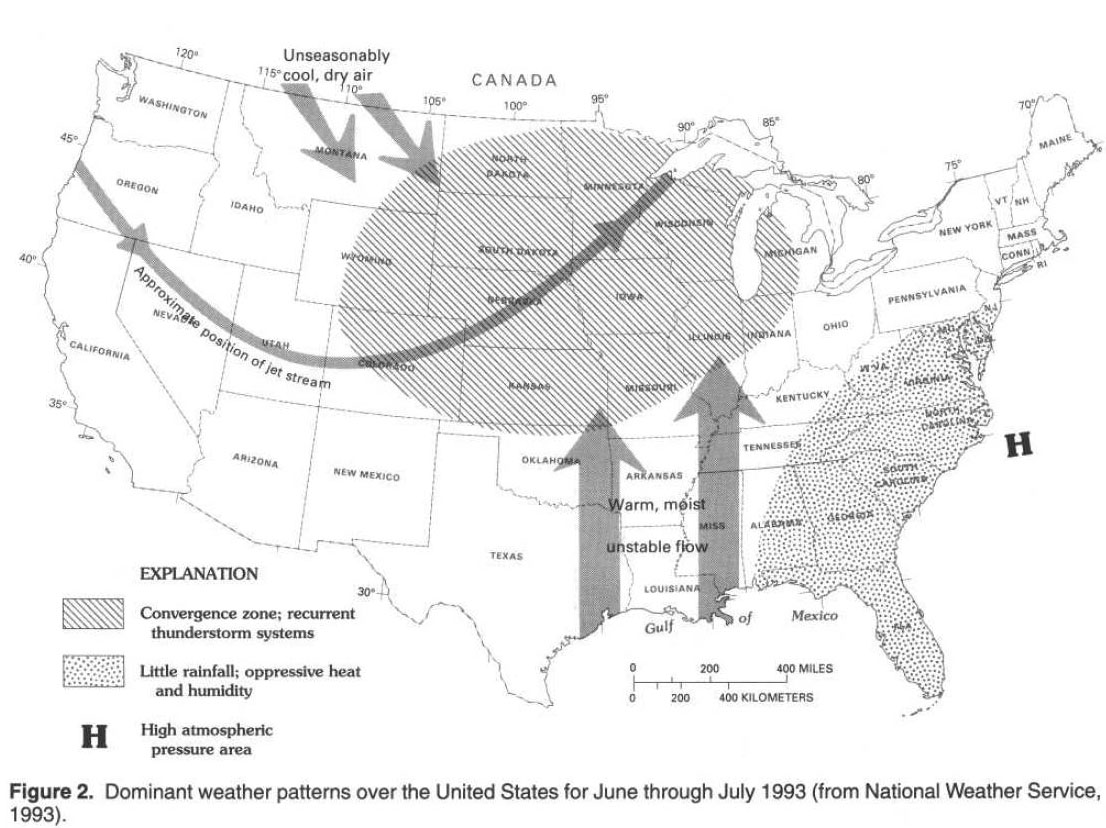 Unseasonably
cool, dry air
CANADA
120°
115°
110°
105°
100°
95°
90°
85°
80°
75°
70°
45°
40°
35°
30°
WASHINGTON
OREGON
IDAHO
MONTANA
NORTH
DAKOTA
MINNESOTA
WISCONSIN
MICHIGAN
MAINE
VT
NH
MASS
CONN
RI
NEW YORK
PENNSYLVANIA
N.J.
MD.
DEL
WYOMING
SOUTH DAKOTA
NEBRASKA
IOWA
ILLINOIS
INDIANA
OHIO
W.VA.
VIRGINIA
NEVADA
UTAH
COLORADO
KANSAS
MISSOURI
KENTUCKY
CALIFORNIA
Approximate position of jet stream
ARIZONA
NEW MEXICO
OKLAHOMA
ARKANSAS
TENNESSEE
NORTH
CAROLINA
SOUTH
CAROLINA
H
TEXAS
Warm, moist
unstable flow
LOUISIANA
MISS
ALABAMA
GEORGIA
FLA
Gulf of Mexico
0 200 400 MILES
0 200 400 KILOMETERS
EXPLANATION
Convergence zone; recurrent
thunderstorm systems
Little rainfall; oppressive heat
and humidity
H High atmospheric
pressure area
Figure 2. Dominant weather patterns over the United States for June through July 1993 (from National Weather Service,
1993).